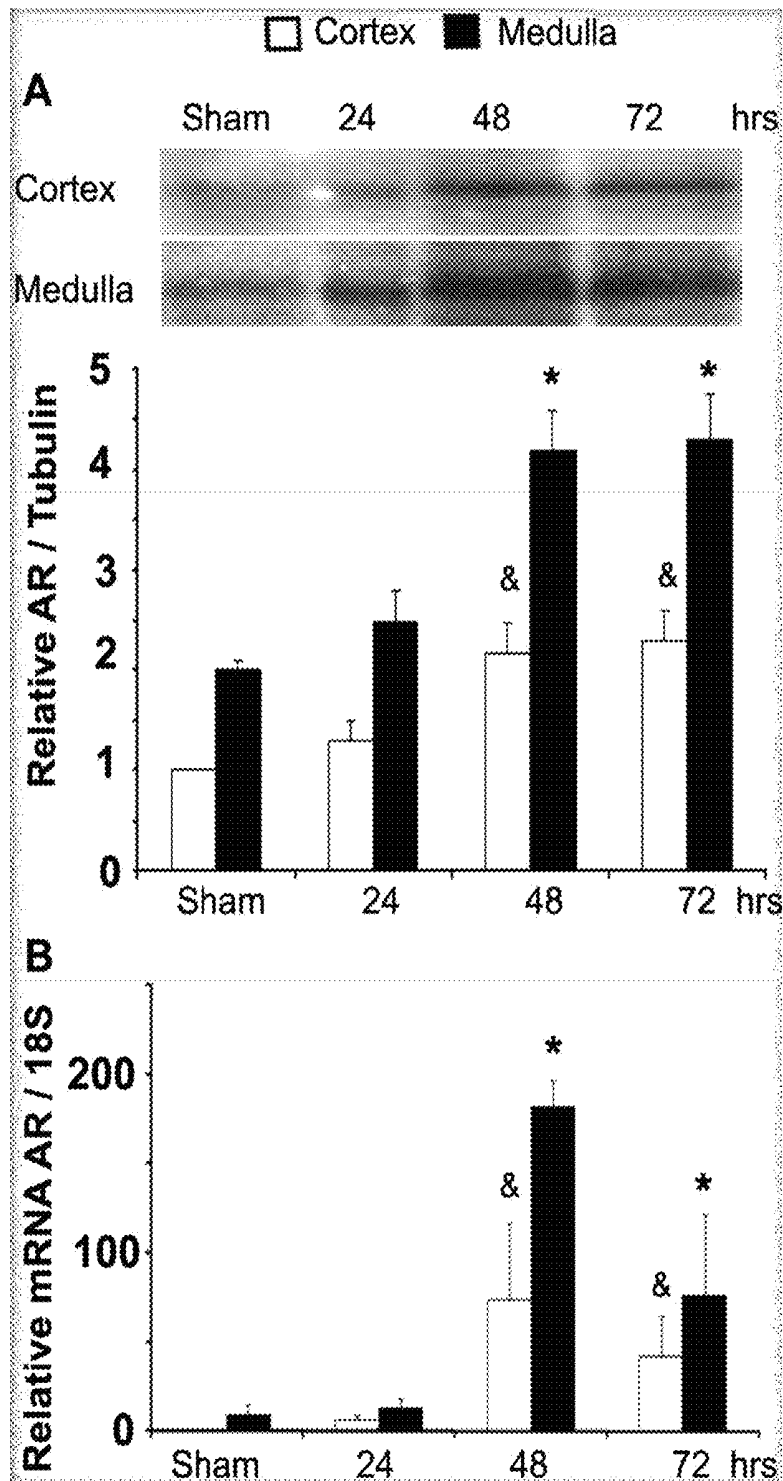 Cortex Medulla
A
Sham 24 48 72 hrs
Cortex
Medulla
Relative AR / Tubulin
5
4
3
2
1
0
* *
& &
Sham 24 48 72 hrs
B
Relative mRNA AR / 18S
200
100
0
*
& *
&
Sham 24 48 72 hrs